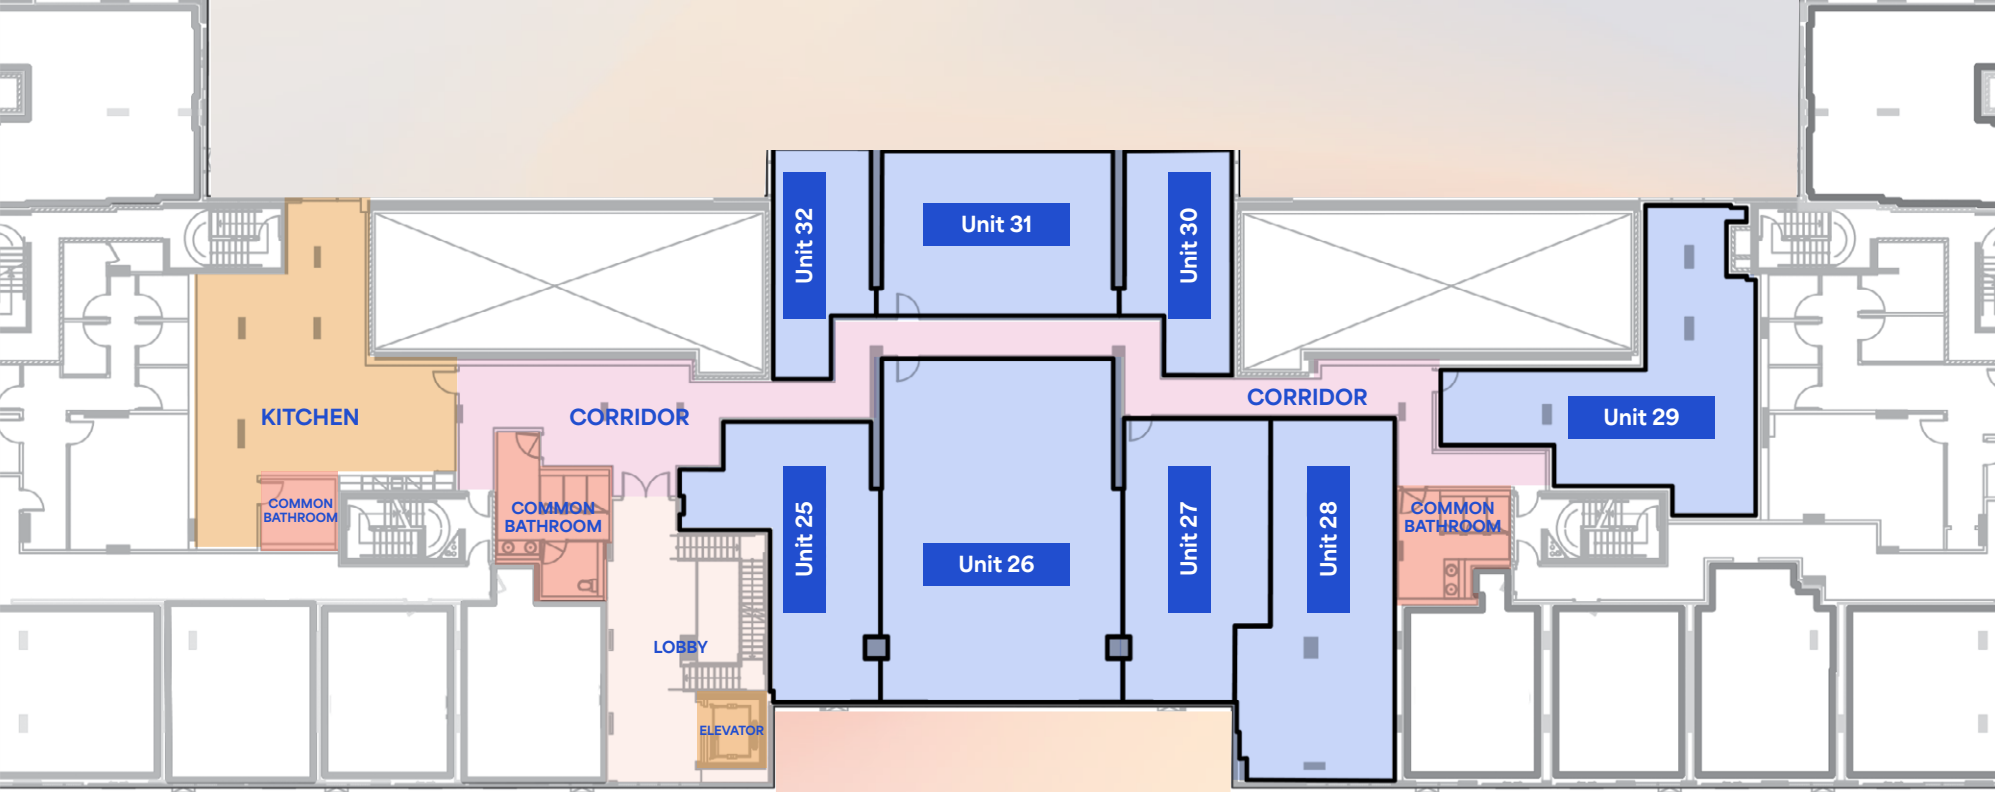 Unit 32
Unit 31
Unit 30
KITCHEN
CORRIDOR
CORRIDOR
Unit 29
COMMON
BATHROOM
COMMON
BATHROOM
Unit 25
Unit 26
Unit 27
Unit 28
COMMON
BATHROOM
LOBBY
ELEVATOR